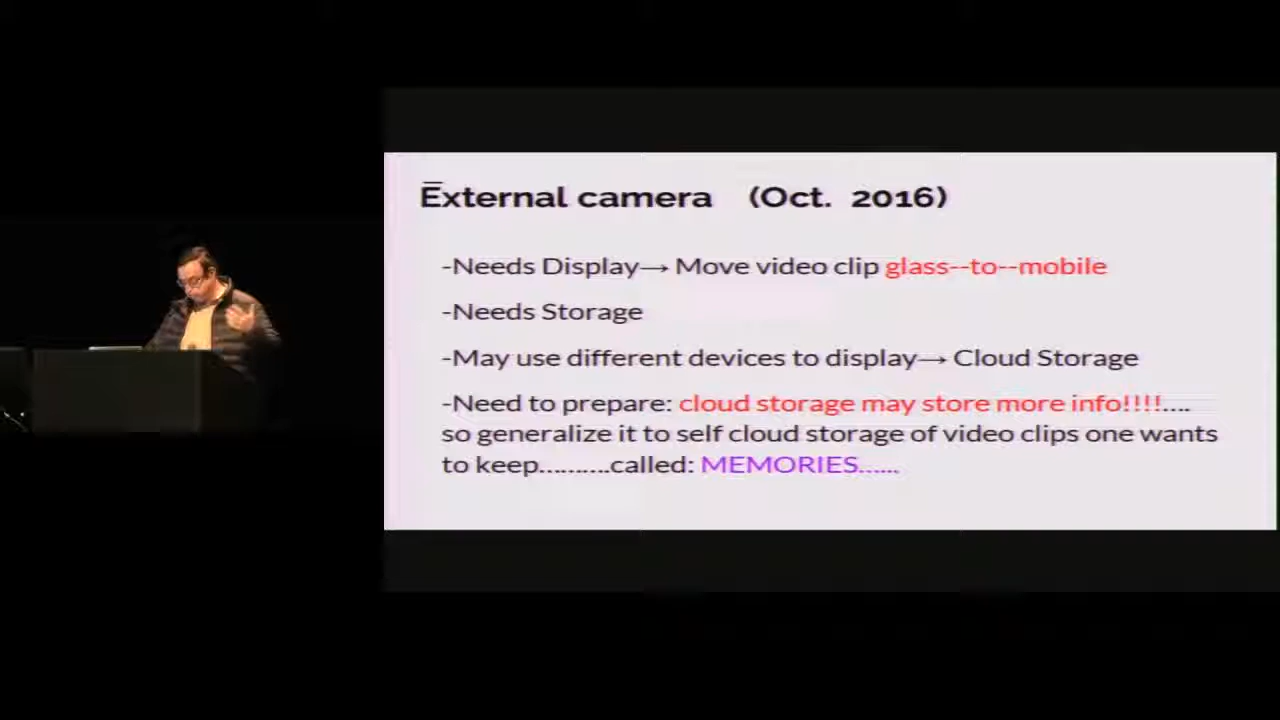 External camera (Oct. 2016)
-Needs Display→ Move video clip glass--to--mobile
-Needs Storage
-May use different devices to display→ Cloud Storage
-Need to prepare: cloud storage may store more info!!!!....
so generalize it to self cloud storage of video clips one wants
to keep..........called: MEMORIES......